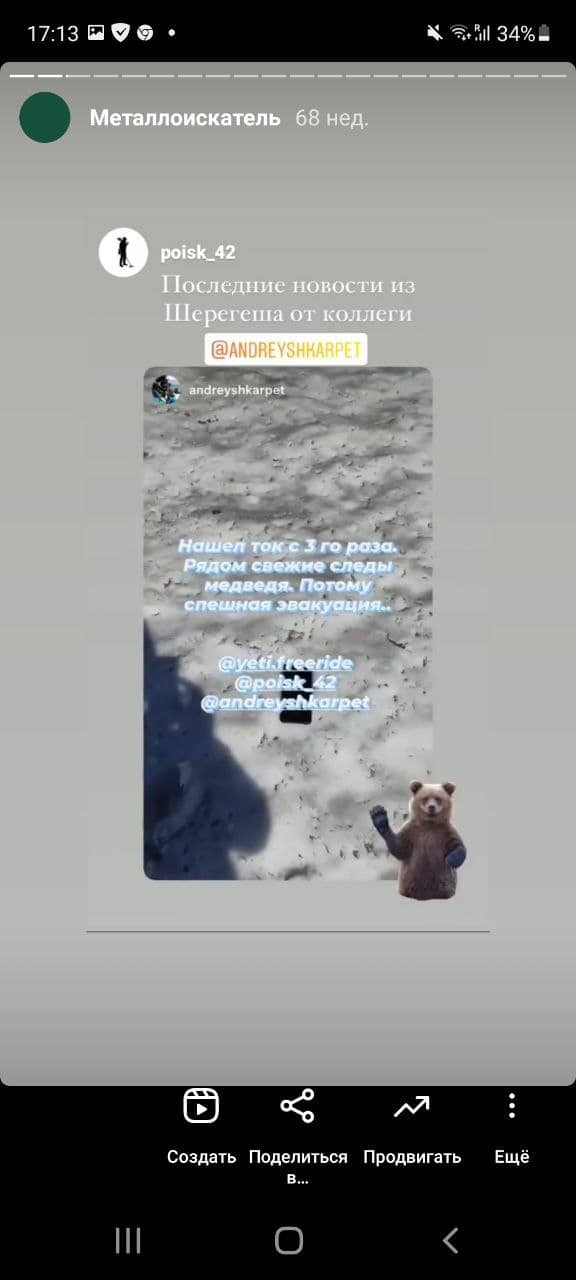 17:13
R
34%
Металлоискатель 68 нед.
poisk_42
Последние новости из
Шерегеша от коллеги
@ANDREYSHKARPET
andreyshkarpet
Нашел ток с 3 го раза.
Рядом свежие следы
медведя. Потому
спешная эвакуация..
@yeti.freeride
@poisk_42
@andreyshkarpet
Создать
Поделиться
в...
Продвигать
Ещё